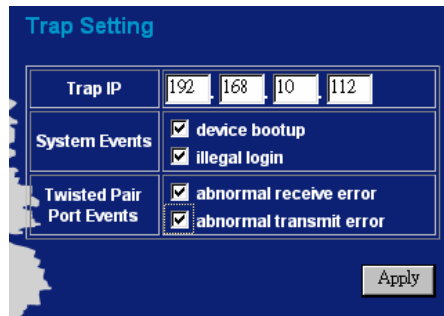 Trap Setting
Trap IP 192 . 168 . 10 . 112
System Events
device bootup
illegal login
Twisted Pair
Port Events
abnormal receive error
abnormal transmit error
Apply